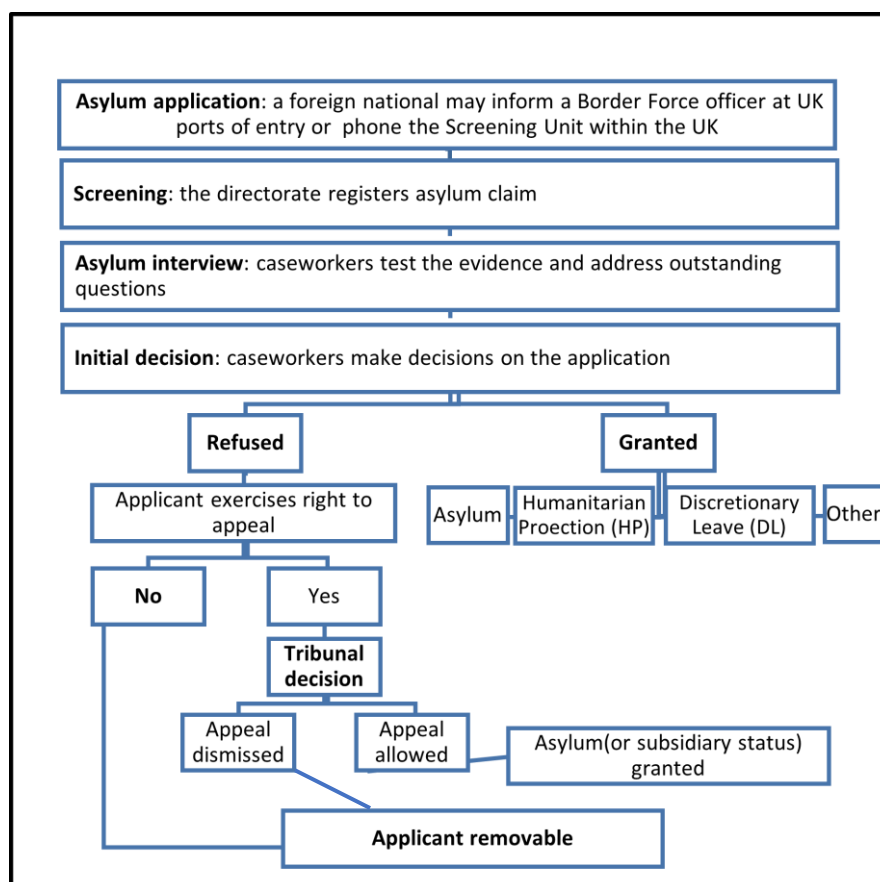 Asylum application: a foreign national may inform a Border Force officer at UK
ports of entry or phone the Screening Unit within the UK
Screening: the directorate registers asylum claim
Asylum interview: caseworkers test the evidence and address outstanding
questions
Initial decision: caseworkers make decisions on the application
Refused
Granted
Applicant exercises right to
appeal
Asylum
Humanitarian
Proection (HP)
Discretionary
Leave (DL)
Other
No
Yes
Tribunal
decision
Appeal
dismissed
Appeal
allowed
Asylum(or subsidiary status)
granted
Applicant removable